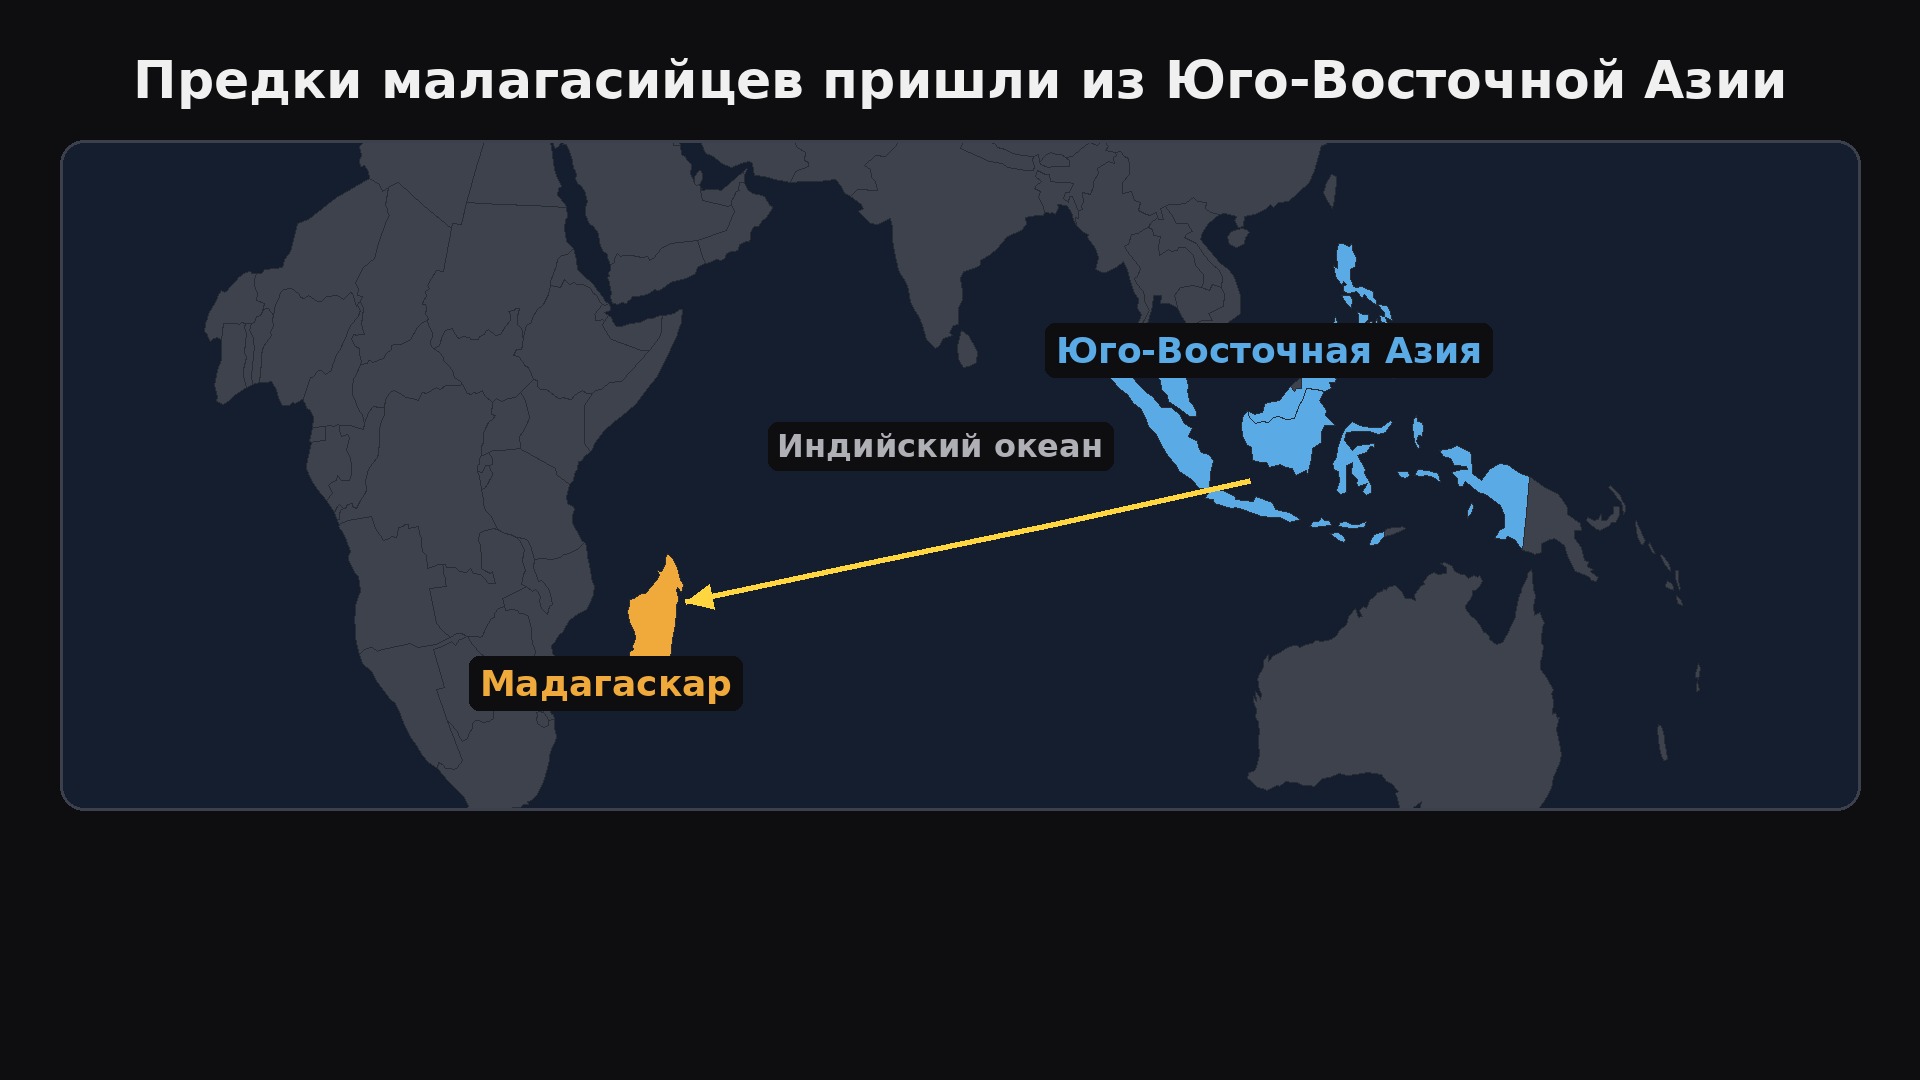 Предки малагасийцев пришли из Юго-Восточной Азии
Юго-Восточная Азия
Индийский океан
Мадагаскар